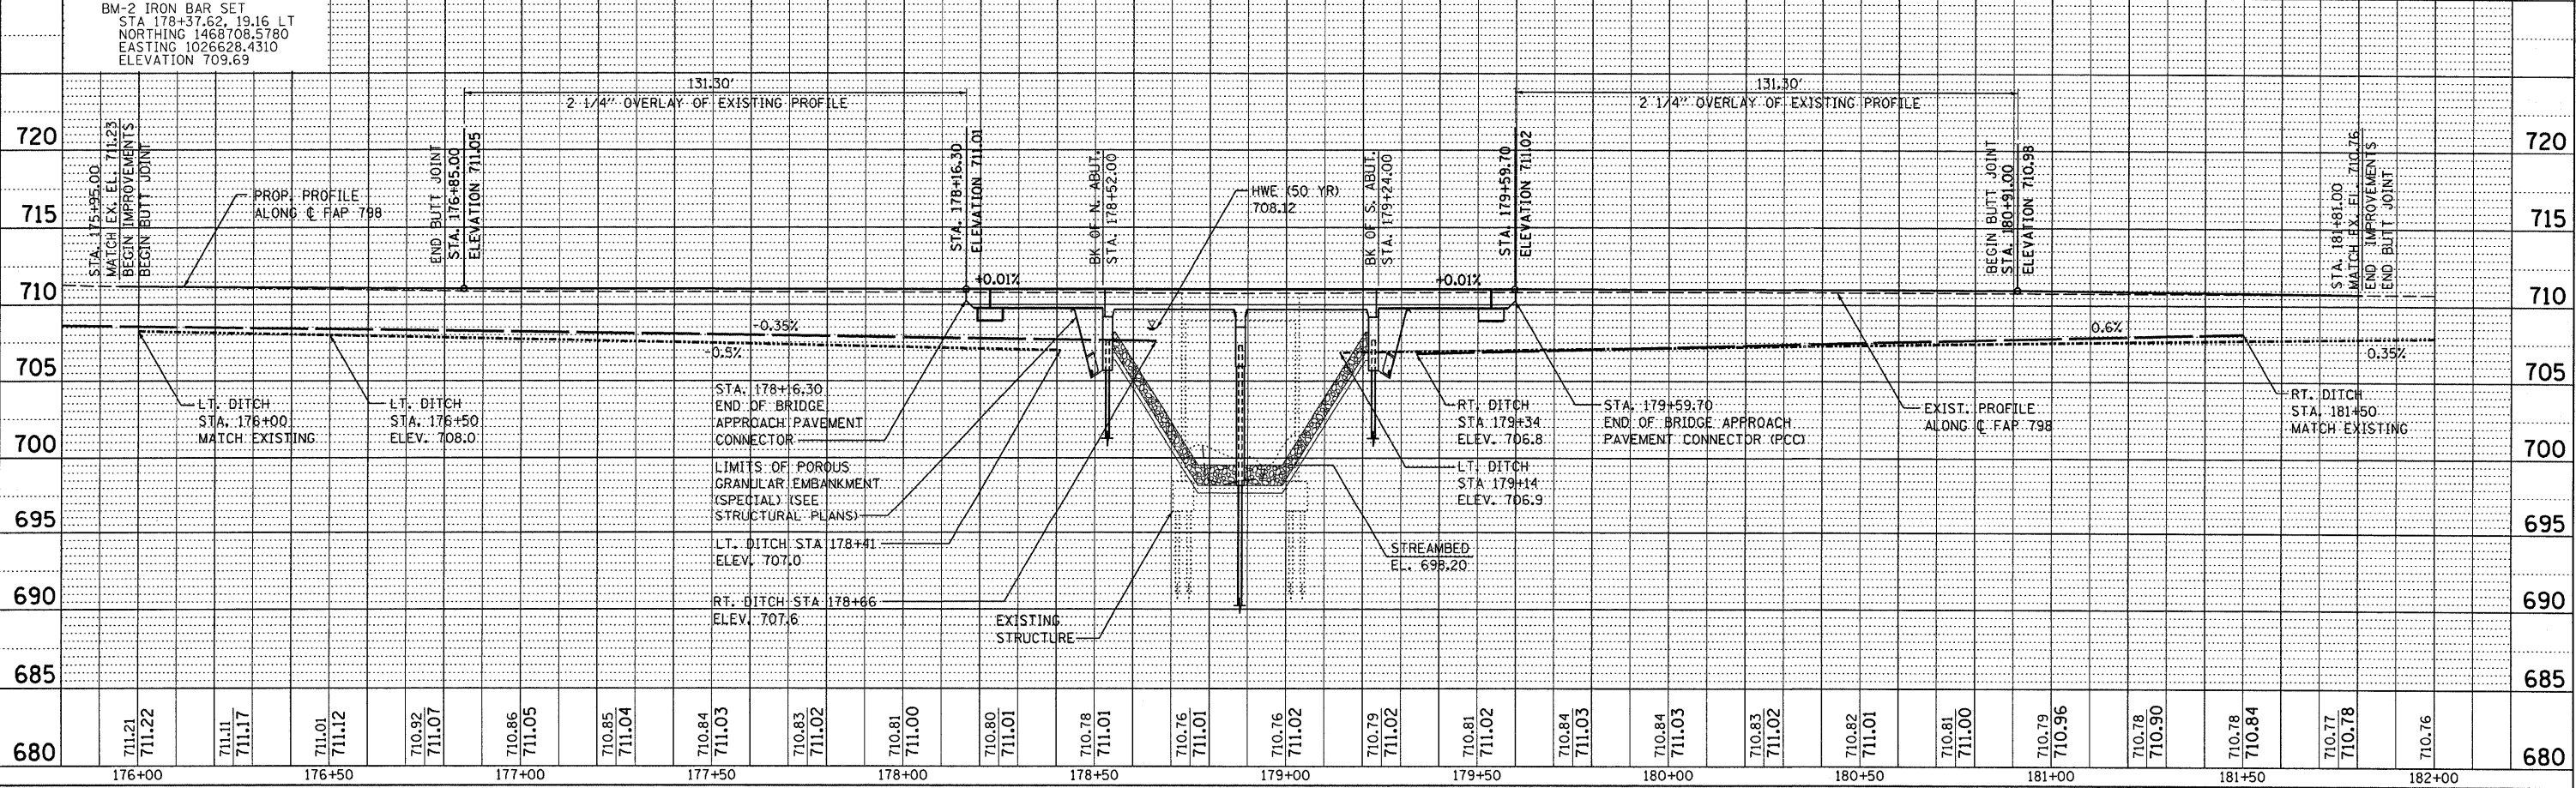 BM-2 IRON BAR SET
STA 178+37.62, 19.16 LT
NORTHING 1468708.5780
EASTING 1026628.4310
ELEVATION 709.69
131.30'
2 1/4" OVERLAY OF EXISTING PROFILE
131.30'
2 1/4" OVERLAY OF EXISTING PROFILE
720
715
710
705
700
695
690
685
680
720
715
710
705
700
695
690
685
680
STA. 175+95.00
MATCH EX. EL. 711.23
BEGIN IMPROVEMENTS
BEGIN BUTT JOINT
PROP. PROFILE
ALONG ℄ FAP 798
END BUTT JOINT
STA. 176+85.00
ELEVATION 711.05
STA. 178+16.30
ELEVATION 711.01
+0.01%
BK OF N. ABUT.
STA. 178+52.00
HWE (50 YR)
708.12
BK OF S. ABUT.
STA. 179+24.00
+0.01%
STA. 179+59.70
ELEVATION 711.02
BEGIN BUTT JOINT
STA. 180+91.00
ELEVATION 710.98
STA. 181+81.00
MATCH EX. EL. 710.76
END IMPROVEMENTS
END BUTT JOINT
-0.35%
-0.5%
0.6%
0.35%
LT. DITCH
STA. 176+00
MATCH EXISTING
LT. DITCH
STA. 176+50
ELEV. 708.0
STA. 178+16.30
END OF BRIDGE
APPROACH PAVEMENT
CONNECTOR
LIMITS OF POROUS
GRANULAR EMBANKMENT
(SPECIAL) (SEE
STRUCTURAL PLANS)
LT. DITCH STA 178+41
ELEV. 707.0
RT. DITCH STA 178+66
ELEV. 707.6
EXISTING
STRUCTURE
STREAMBED
EL. 698.20
RT. DITCH
STA 179+34
ELEV. 706.8
LT. DITCH
STA 179+14
ELEV. 706.9
STA. 179+59.70
END OF BRIDGE APPROACH
PAVEMENT CONNECTOR (PCC)
EXIST. PROFILE
ALONG ℄ FAP 798
RT. DITCH
STA. 181+50
MATCH EXISTING
711.21
711.22
711.11
711.17
711.01
711.12
710.92
711.07
710.86
711.05
710.85
711.04
710.84
711.03
710.83
711.02
710.81
711.00
710.80
711.01
710.78
711.01
710.76
711.01
710.76
711.02
710.79
711.02
710.81
711.02
710.84
711.03
710.84
711.03
710.83
711.02
710.82
711.01
710.81
711.00
710.79
710.96
710.78
710.90
710.78
710.84
710.77
710.78
710.76
176+00
176+50
177+00
177+50
178+00
178+50
179+00
179+50
180+00
180+50
181+00
181+50
182+00